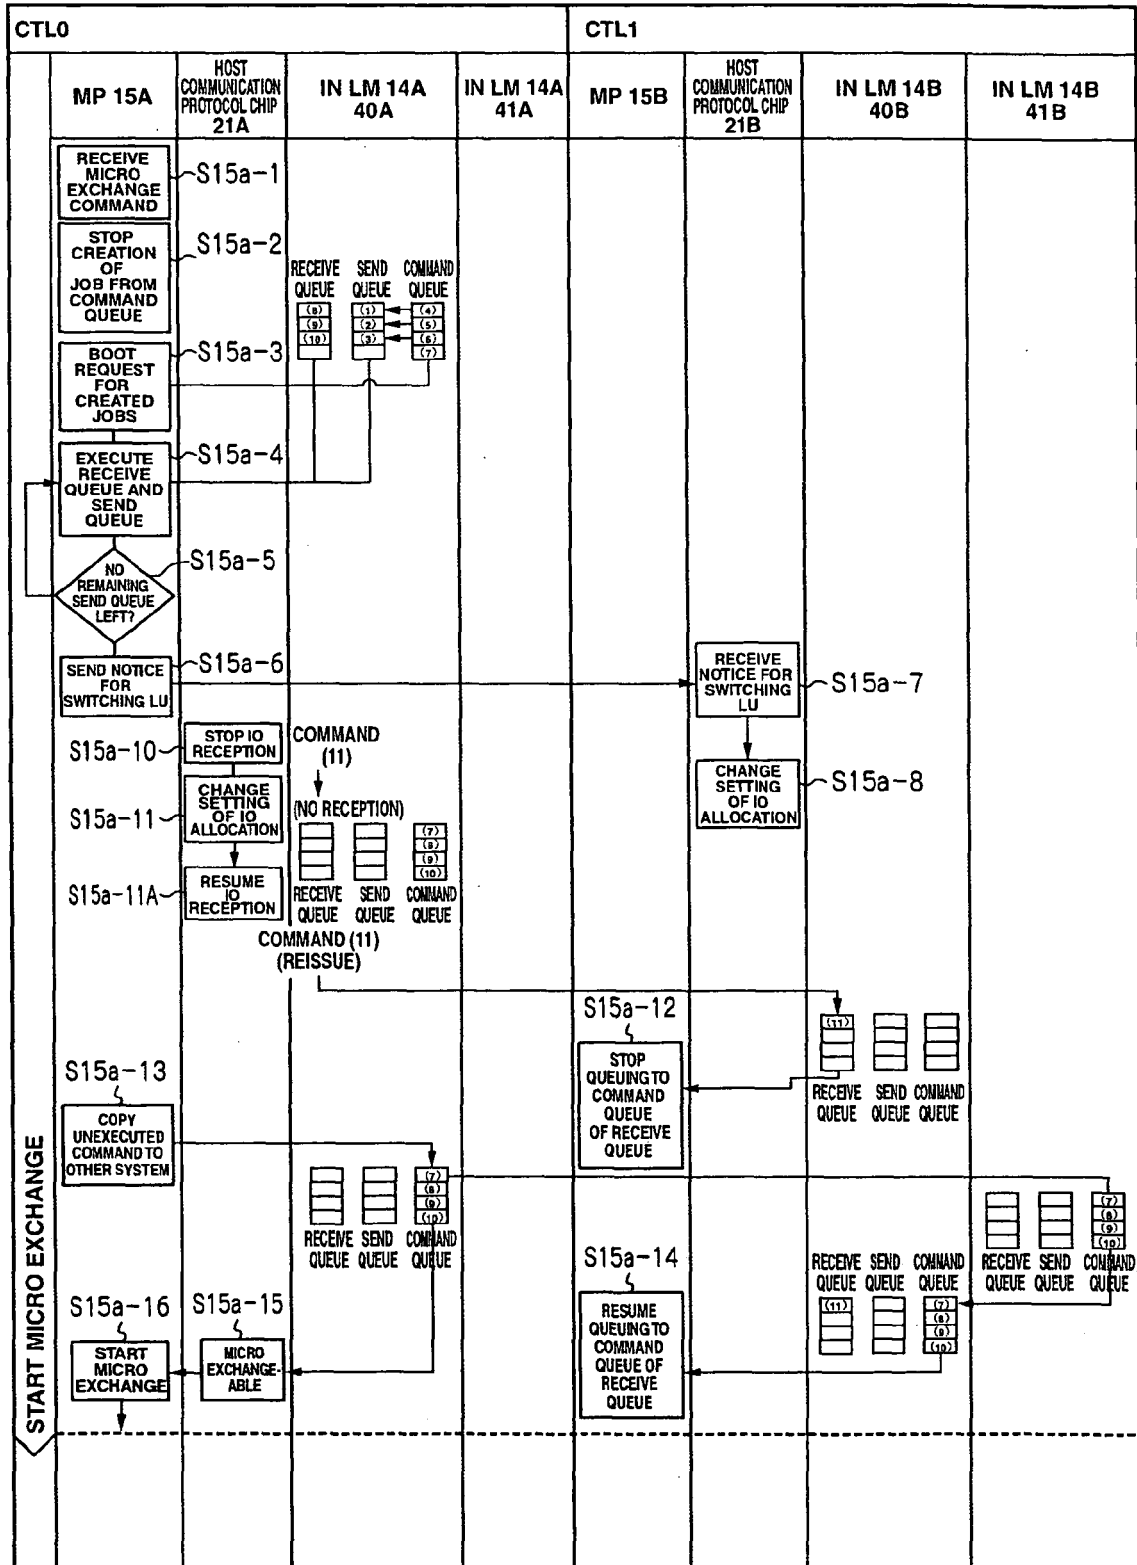 CTL0
CTL1
MP 15A
HOST
COMMUNICATION
PROTOCOL CHIP
21A
IN LM 14A
40A
IN LM 14A
41A
MP 15B
HOST
COMMUNICATION
PROTOCOL CHIP
21B
IN LM 14B
40B
IN LM 14B
41B
RECEIVE
MICRO
EXCHANGE
COMMAND
S15a-1
STOP
CREATION
OF
JOB FROM
COMMAND
QUEUE
S15a-2
RECEIVE
QUEUE
SEND
QUEUE
COMMAND
QUEUE
(8)
(9)
(10)
(1)
(2)
(3)
(4)
(5)
(6)
(7)
BOOT
REQUEST
FOR
CREATED
JOBS
S15a-3
EXECUTE
RECEIVE
QUEUE AND
SEND
QUEUE
S15a-4
NO
REMAINING
SEND QUEUE
LEFT?
S15a-5
SEND NOTICE
FOR
SWITCHING LU
S15a-6
RECEIVE
NOTICE FOR
SWITCHING
LU
S15a-7
CHANGE
SETTING
OF IO
ALLOCATION
S15a-8
S15a-10
STOP IO
RECEPTION
COMMAND
(11)
S15a-11
CHANGE
SETTING
OF IO
ALLOCATION
(NO RECEPTION)
(7)
(8)
(9)
(10)
S15a-11A
RESUME
IO
RECEPTION
RECEIVE
QUEUE
SEND
QUEUE
COMMAND
QUEUE
COMMAND (11)
(REISSUE)
S15a-12
STOP
QUEUING TO
COMMAND
QUEUE
OF RECEIVE
QUEUE
(11)
RECEIVE
QUEUE
SEND
QUEUE
COMMAND
QUEUE
S15a-13
COPY
UNEXECUTED
COMMAND TO
OTHER SYSTEM
(7)
(8)
(9)
(10)
RECEIVE
QUEUE
SEND
QUEUE
COMMAND
QUEUE
(7)
(8)
(9)
(10)
RECEIVE
QUEUE
SEND
QUEUE
COMMAND
QUEUE
S15a-14
RESUME
QUEUING TO
COMMAND
QUEUE OF
RECEIVE
QUEUE
RECEIVE
QUEUE
SEND
QUEUE
COMMAND
QUEUE
(11)
(7)
(8)
(9)
(10)
S15a-16
START
MICRO
EXCHANGE
S15a-15
MICRO
EXCHANGE-
ABLE
START MICRO EXCHANGE